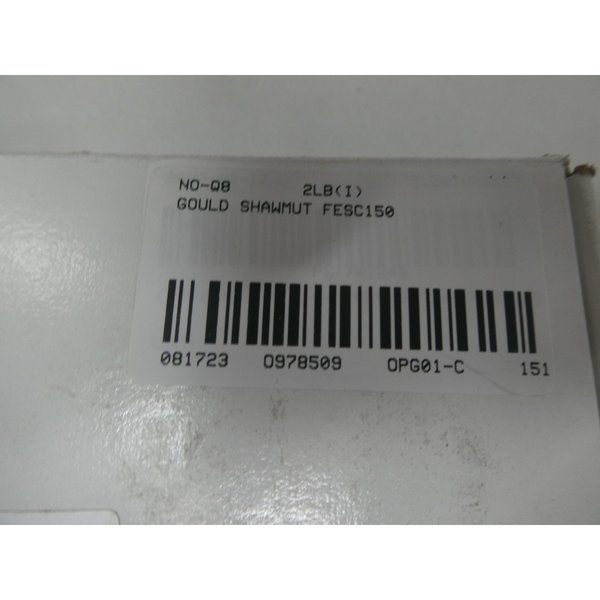 NO-Q8 2LB(I)
GOULD SHAWMUT FESC150
081723 0978509 OPG01-C 151